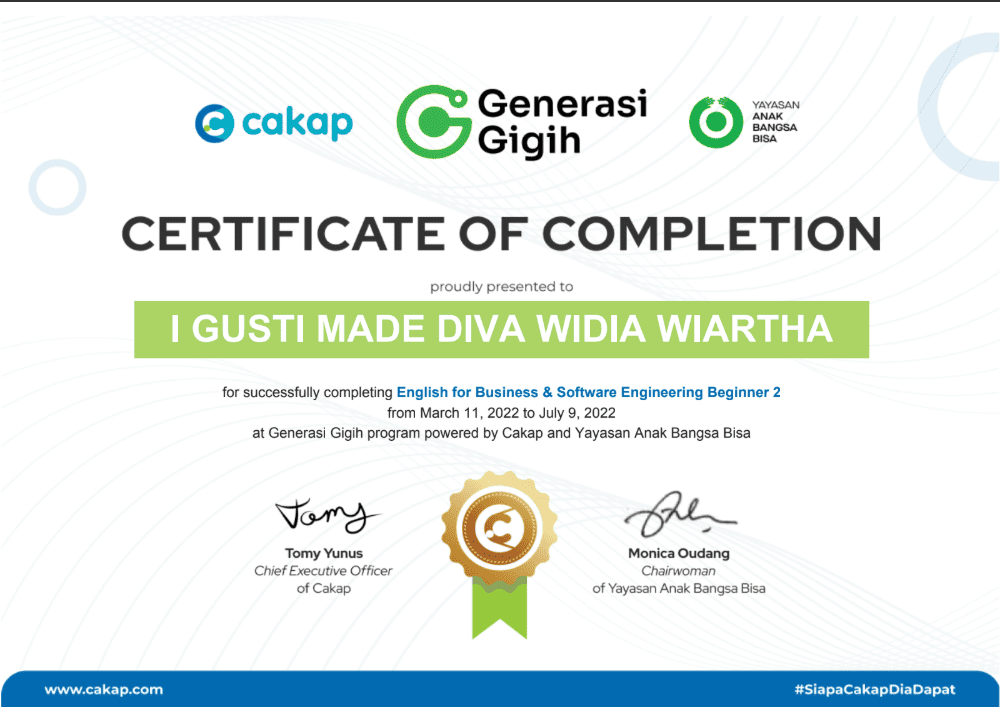 cakap
Generasi
Gigih
YAYASAN
ANAK
BANGSA
BISA
CERTIFICATE OF COMPLETION
proudly presented to
I GUSTI MADE DIVA WIDIA WIARTHA
for successfully completing English for Business & Software Engineering Beginner 2
from March 11, 2022 to July 9, 2022
at Generasi Gigih program powered by Cakap and Yayasan Anak Bangsa Bisa
Tomy
Tomy Yunus
Chief Executive Officer
of Cakap
Monica Oudang
Chairwoman
of Yayasan Anak Bangsa Bisa
www.cakap.com
#SiapaCakapDiaDapat